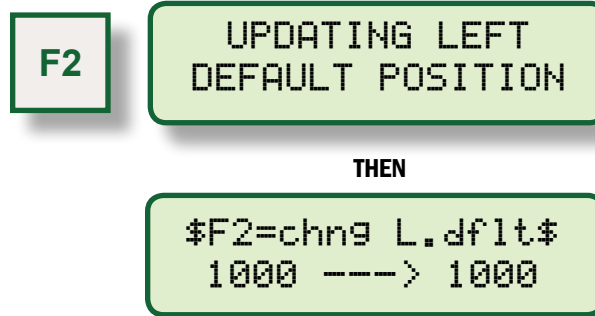 F2
UPDATING LEFT
DEFAULT POSITION
THEN
$F2=chng L.dflt$
1000 ---> 1000